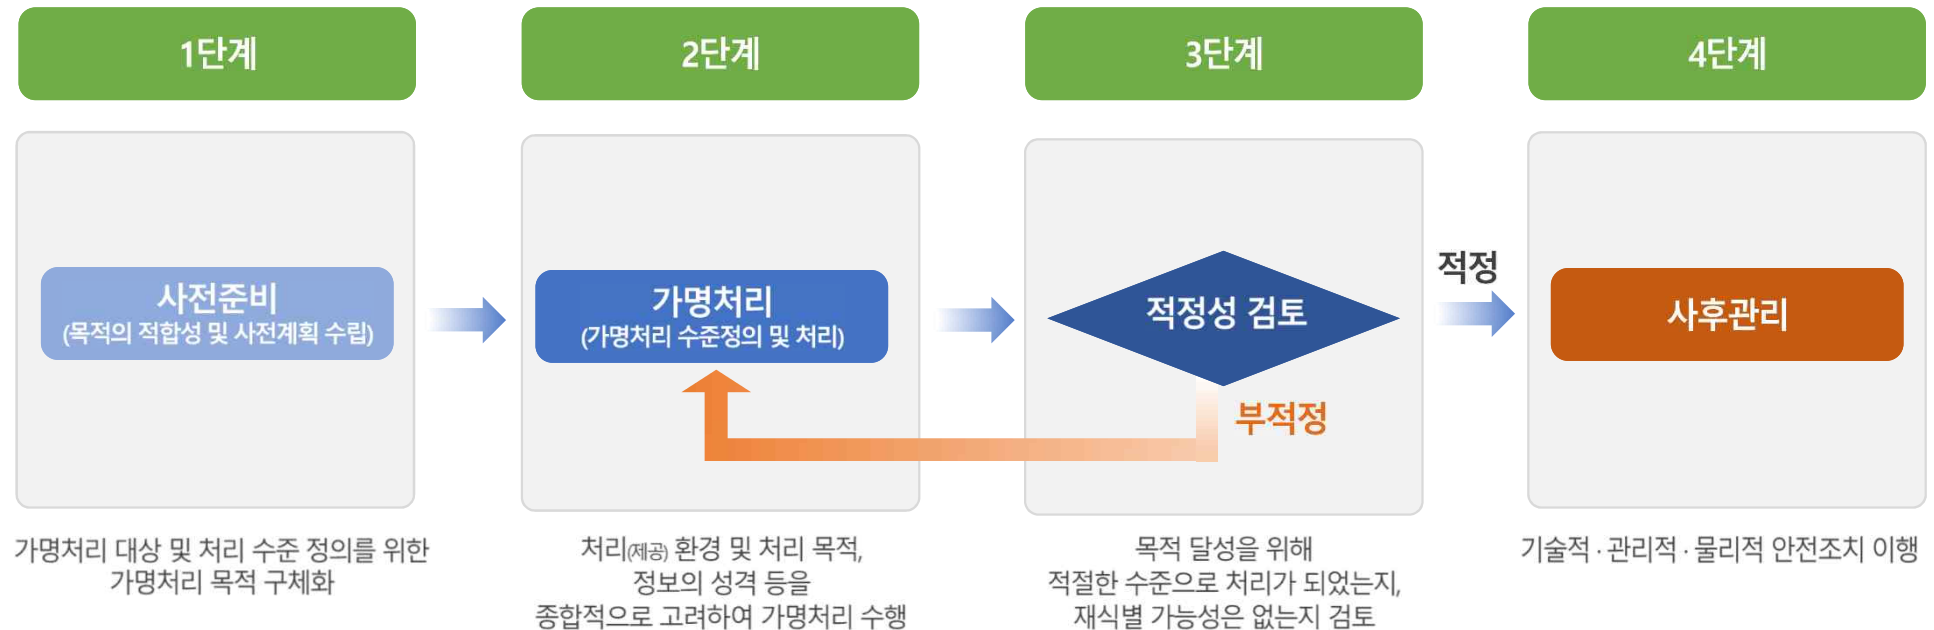 1단계
2단계
3단계
4단계
사전준비
(목적의 적합성 및 사전계획 수립)
가명처리
(가명처리 수준정의 및 처리)
적정성 검토
적정
부적정
사후관리
가명처리 대상 및 처리 수준 정의를 위한
가명처리 목적 구체화
처리(제공) 환경 및 처리 목적,
정보의 성격 등을
종합적으로 고려하여 가명처리 수행
목적 달성을 위해
적절한 수준으로 처리가 되었는지,
재식별 가능성은 없는지 검토
기술적 · 관리적 · 물리적 안전조치 이행